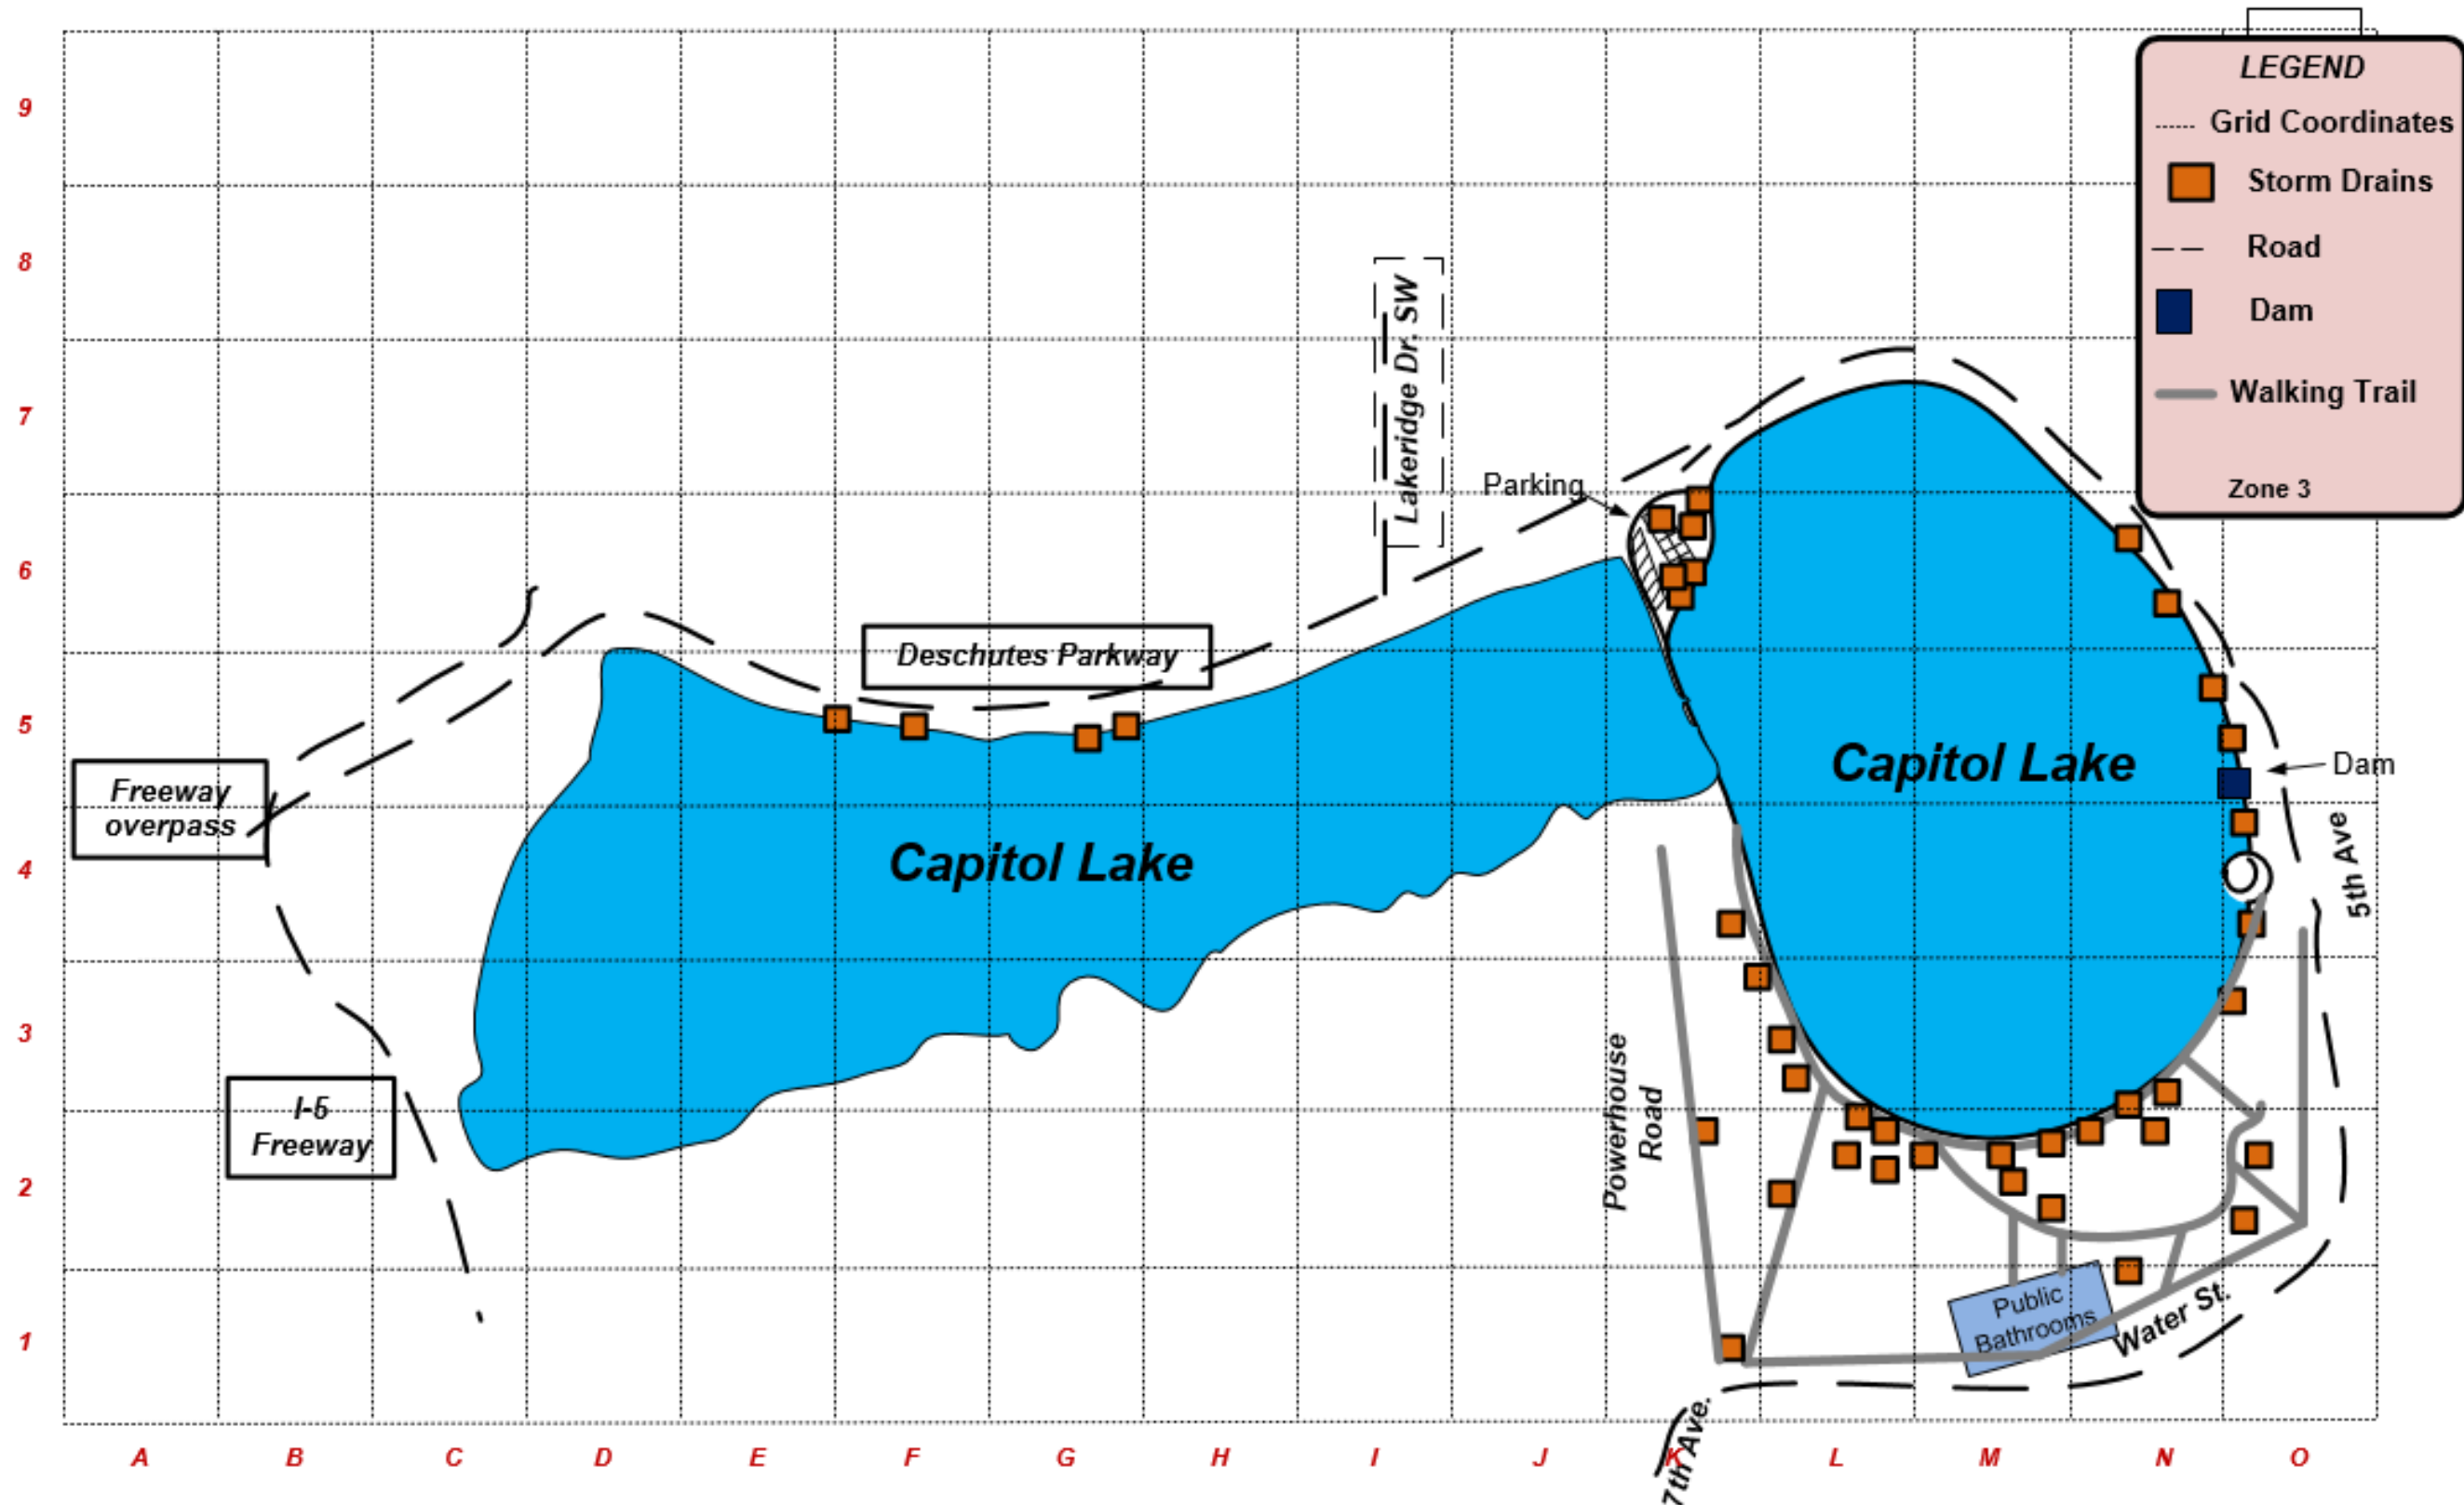 LEGEND
Grid Coordinates
Storm Drains
Road
Dam
Walking Trail
Zone 3
9
8
7
6
5
4
3
2
1
Lakeridge Dr. SW
Parking
Deschutes Parkway
Freeway
overpass
Capitol Lake
Capitol Lake
Dam
5th Ave
I-5
Freeway
Powerhouse
Road
Public
Bathrooms
Water St.
7th Ave.
A
B
C
D
E
F
G
H
I
J
K
L
M
N
O